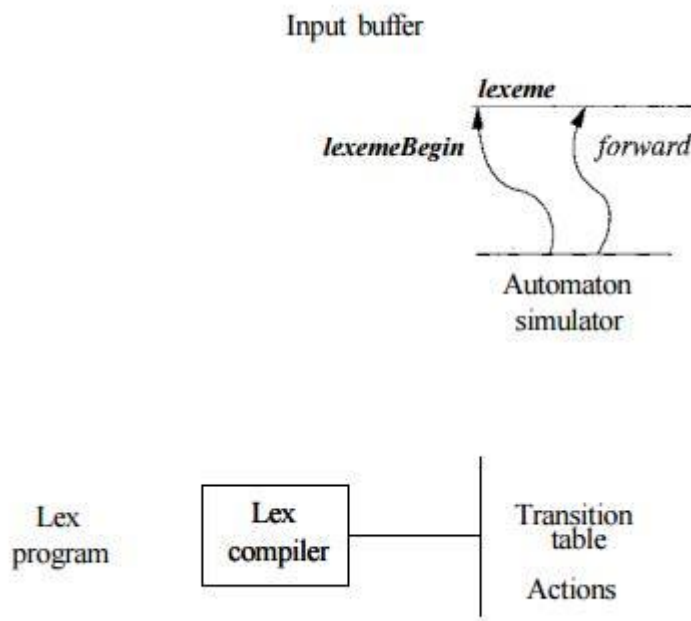 Input buffer
lexeme
lexemeBegin
forward
Automaton
simulator
Lex
program
Lex
compiler
Transition
table
Actions